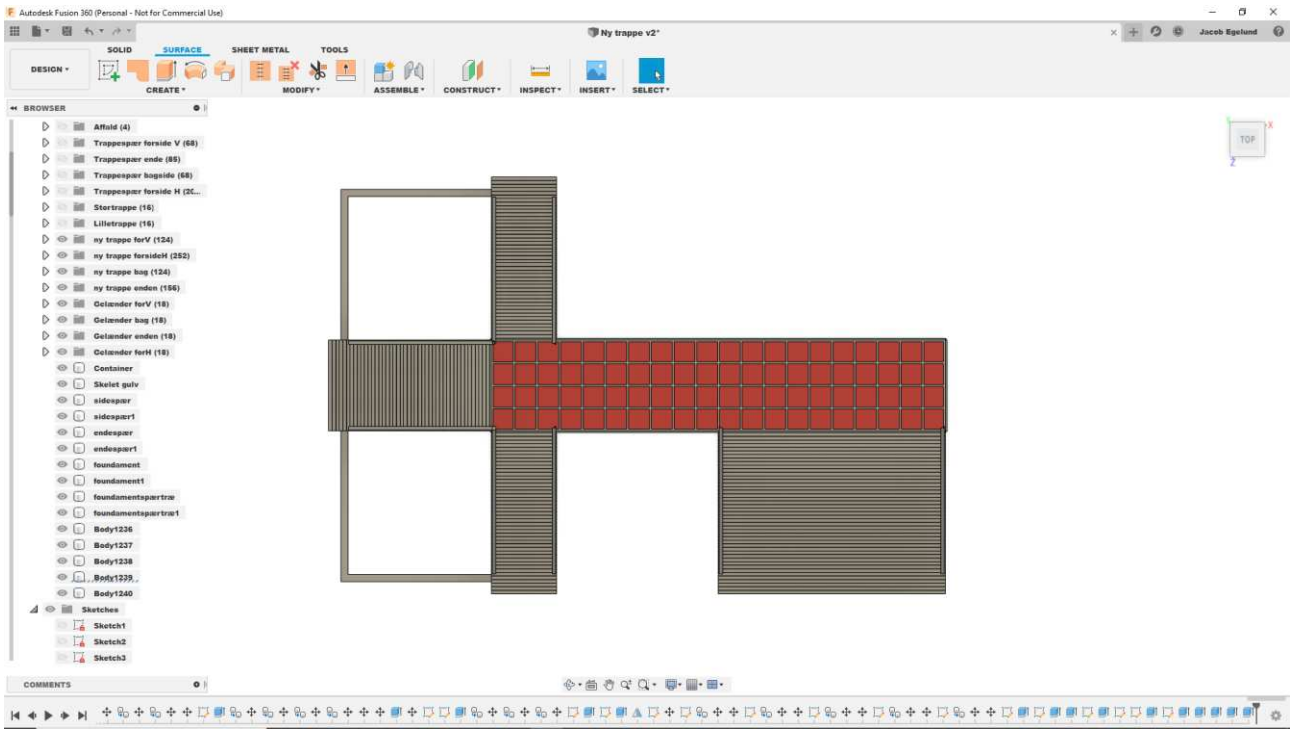 Autodesk Fusion 360 (Personal - Not for Commercial Use)
Ny trappe v2*
Jacob Egelund
SOLID SURFACE SHEET METAL TOOLS
DESIGN
CREATE MODIFY ASSEMBLE CONSTRUCT INSPECT INSERT SELECT
BROWSER
Affald (4)
Trappespær forside V (68)
Trappespær ende (85)
Trappespær bagside (68)
Trappespær forside H (20...
Stortrappe (16)
Lilletrappe (16)
ny trappe forV (124)
ny trappe forsideH (252)
ny trappe bag (124)
ny trappe enden (156)
Gelænder forV (18)
Gelænder bag (18)
Gelænder enden (18)
Gelænder forH (18)
Container
Skelet gulv
sidespær
sidespær1
endespær
endespær1
foundament
foundament1
foundamentspærtræ
foundamentspærtræ1
Body1236
Body1237
Body1238
Body1239
Body1240
Sketches
Sketch1
Sketch2
Sketch3
TOP
X
Z
COMMENTS